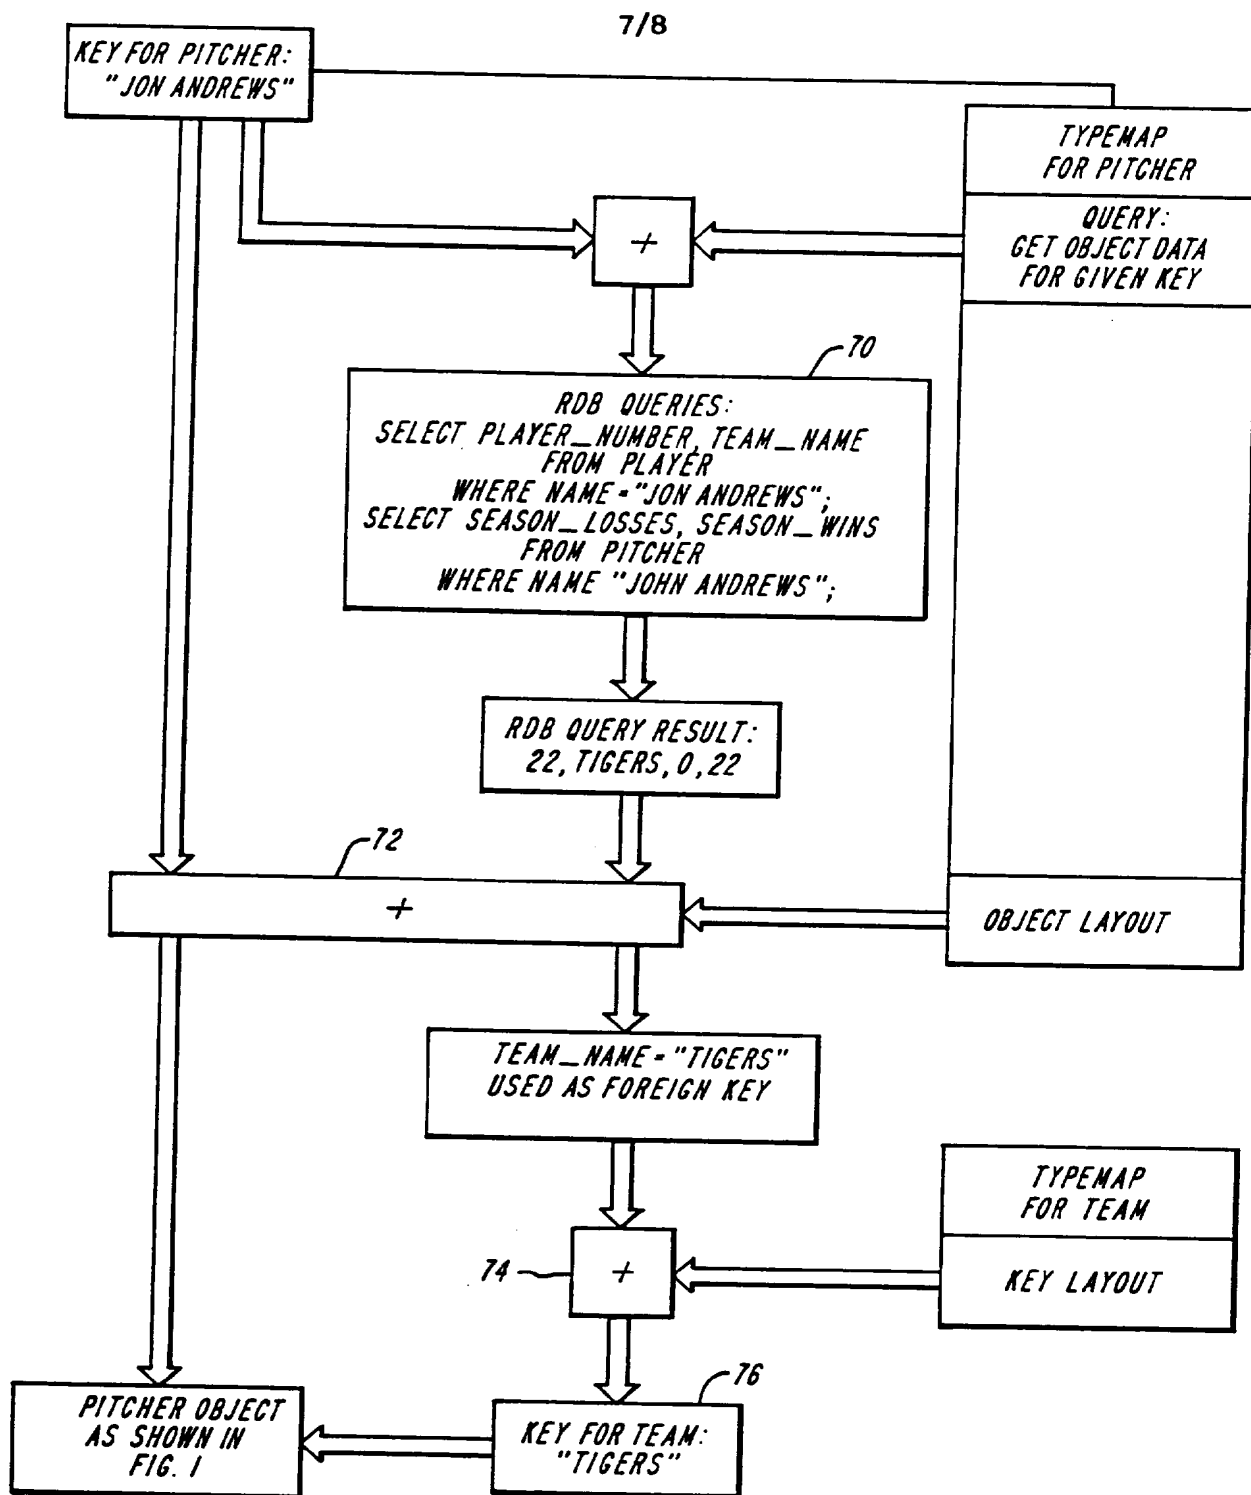 7/8
KEY FOR PITCHER:
"JON ANDREWS"
TYPEMAP
FOR PITCHER
QUERY:
GET OBJECT DATA
FOR GIVEN KEY
+
70
RDB QUERIES:
SELECT PLAYER_NUMBER, TEAM_NAME
FROM PLAYER
WHERE NAME = "JON ANDREWS";
SELECT SEASON_LOSSES, SEASON_WINS
FROM PITCHER
WHERE NAME "JOHN ANDREWS";
RDB QUERY RESULT:
22, TIGERS, 0, 22
72
+
OBJECT LAYOUT
TEAM_NAME = "TIGERS"
USED AS FOREIGN KEY
TYPEMAP
FOR TEAM
74
+
KEY LAYOUT
76
PITCHER OBJECT
AS SHOWN IN
FIG. 1
KEY FOR TEAM:
"TIGERS"